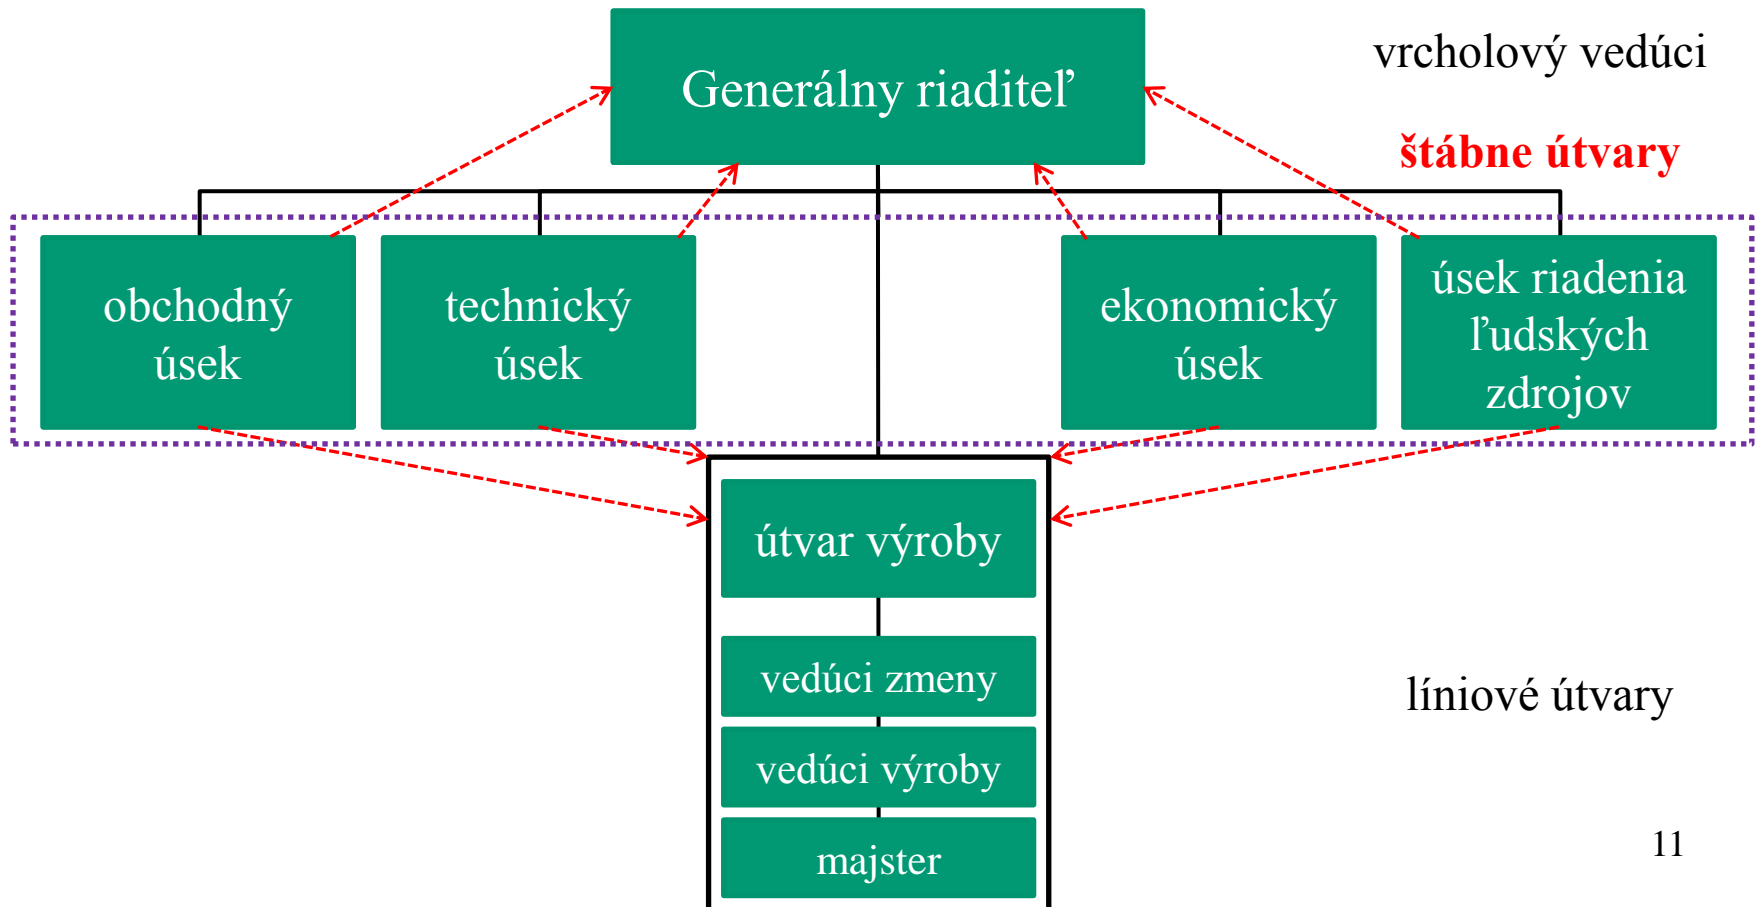 Generálny riaditeľ
vrcholový vedúci
štábne útvary
obchodný
úsek
technický
úsek
ekonomický
úsek
úsek riadenia
ľudských
zdrojov
útvar výroby
vedúci zmeny
vedúci výroby
majster
líniové útvary
11